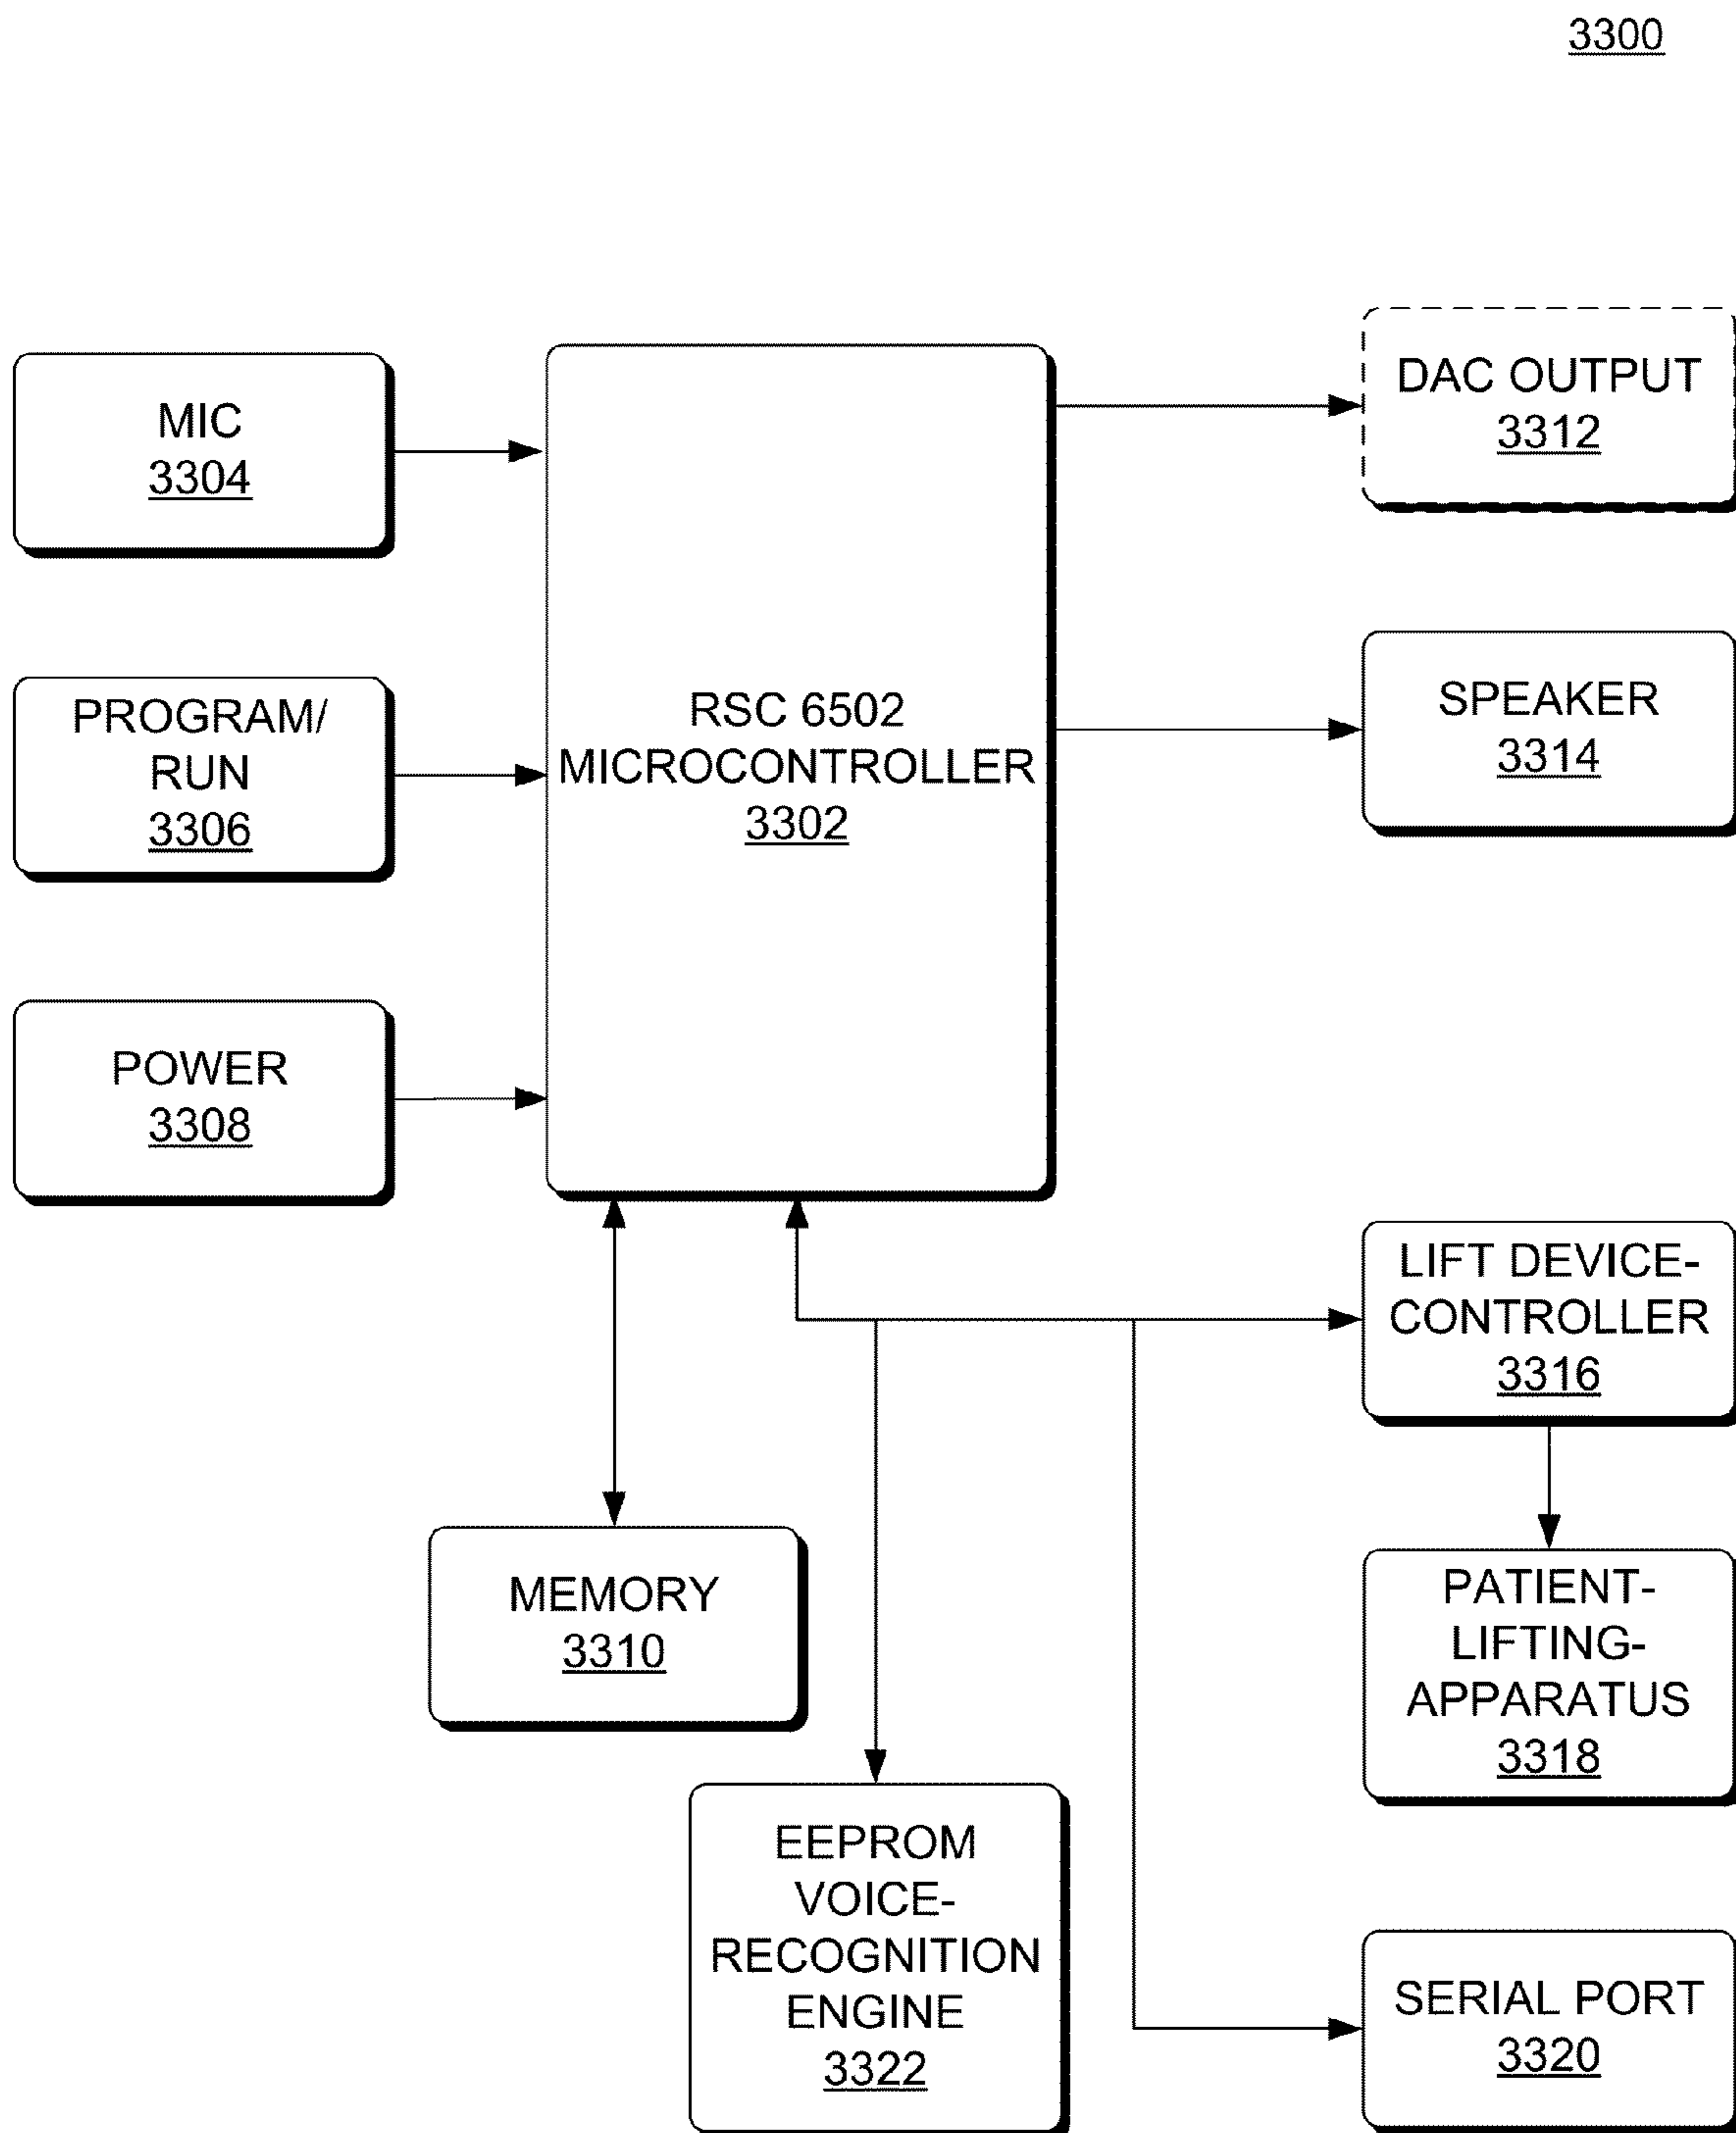 3300
MIC
3304
PROGRAM/
RUN
3306
POWER
3308
RSC 6502
MICROCONTROLLER
3302
DAC OUTPUT
3312
SPEAKER
3314
LIFT DEVICE-
CONTROLLER
3316
PATIENT-
LIFTING-
APPARATUS
3318
MEMORY
3310
EEPROM
VOICE-
RECOGNITION
ENGINE
3322
SERIAL PORT
3320